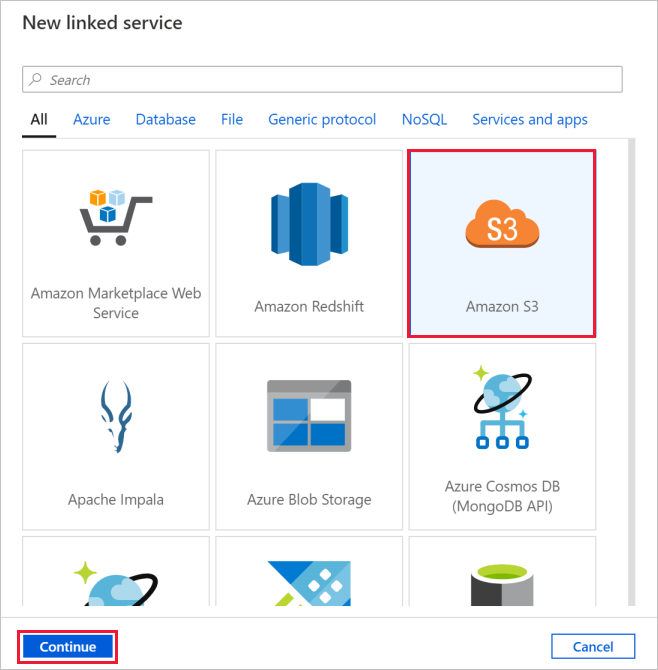 New linked service
Search
All Azure Database File Generic protocol NoSQL Services and apps
S3
Amazon Marketplace Web
Service
Amazon Redshift
Amazon S3
Apache Impala
Azure Blob Storage
Azure Cosmos DB
(MongoDB API)
Continue
Cancel